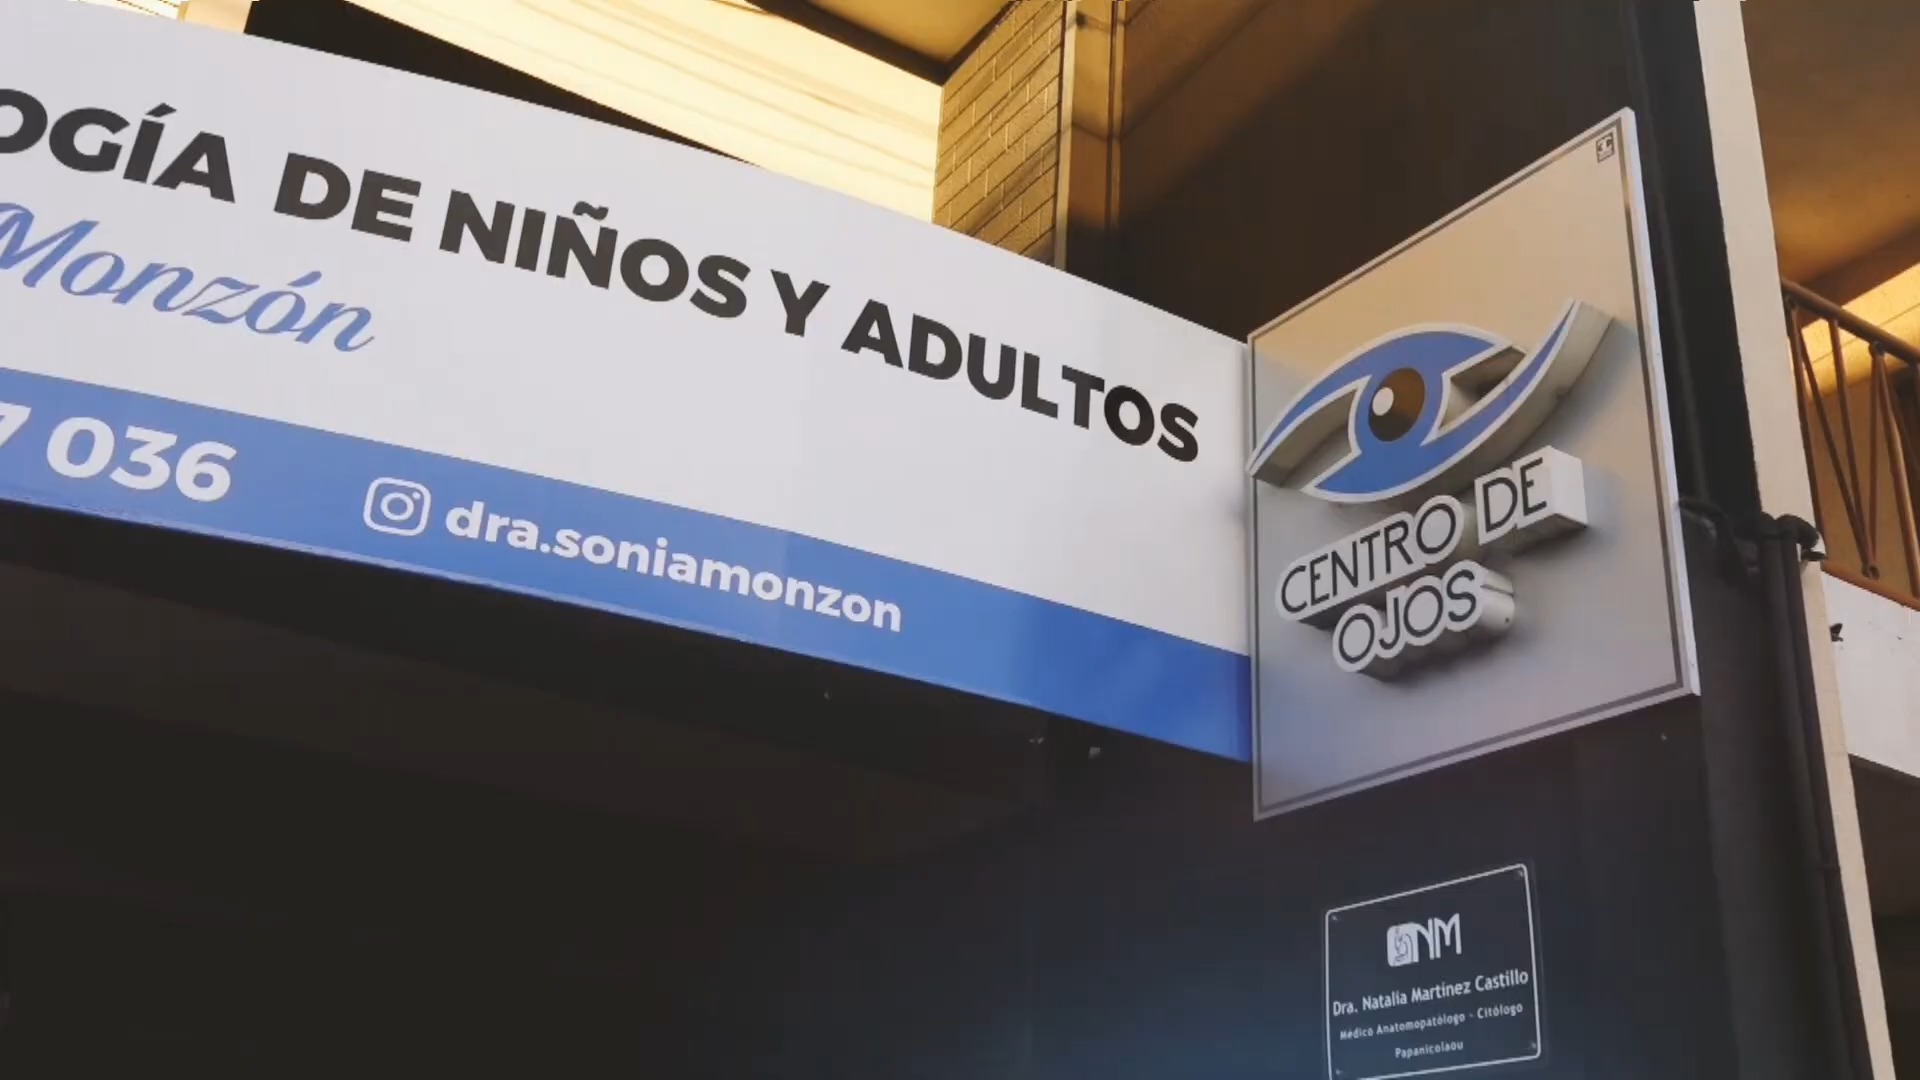 OGÍA DE NIÑOS Y ADULTOS
Monzón
7 036
dra.soniamonzon
CENTRO DE
OJOS
NM
Dra. Natalia Martínez Castillo
Médico Anatomopatólogo - Citólogo
Papanicolaou